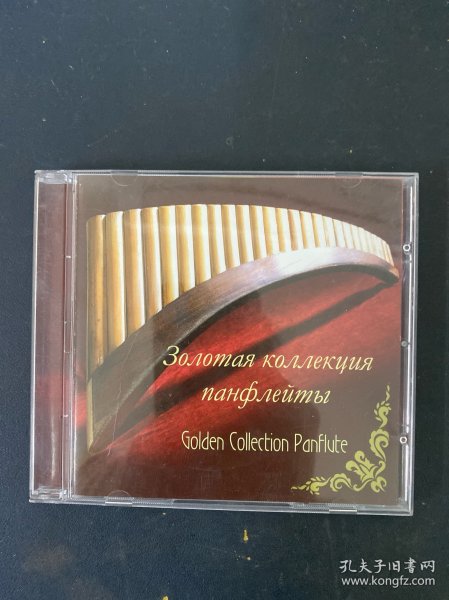 Золотая коллекция
панфлейты
Golden Collection Panflute
孔夫子旧书网
www.kongfz.com